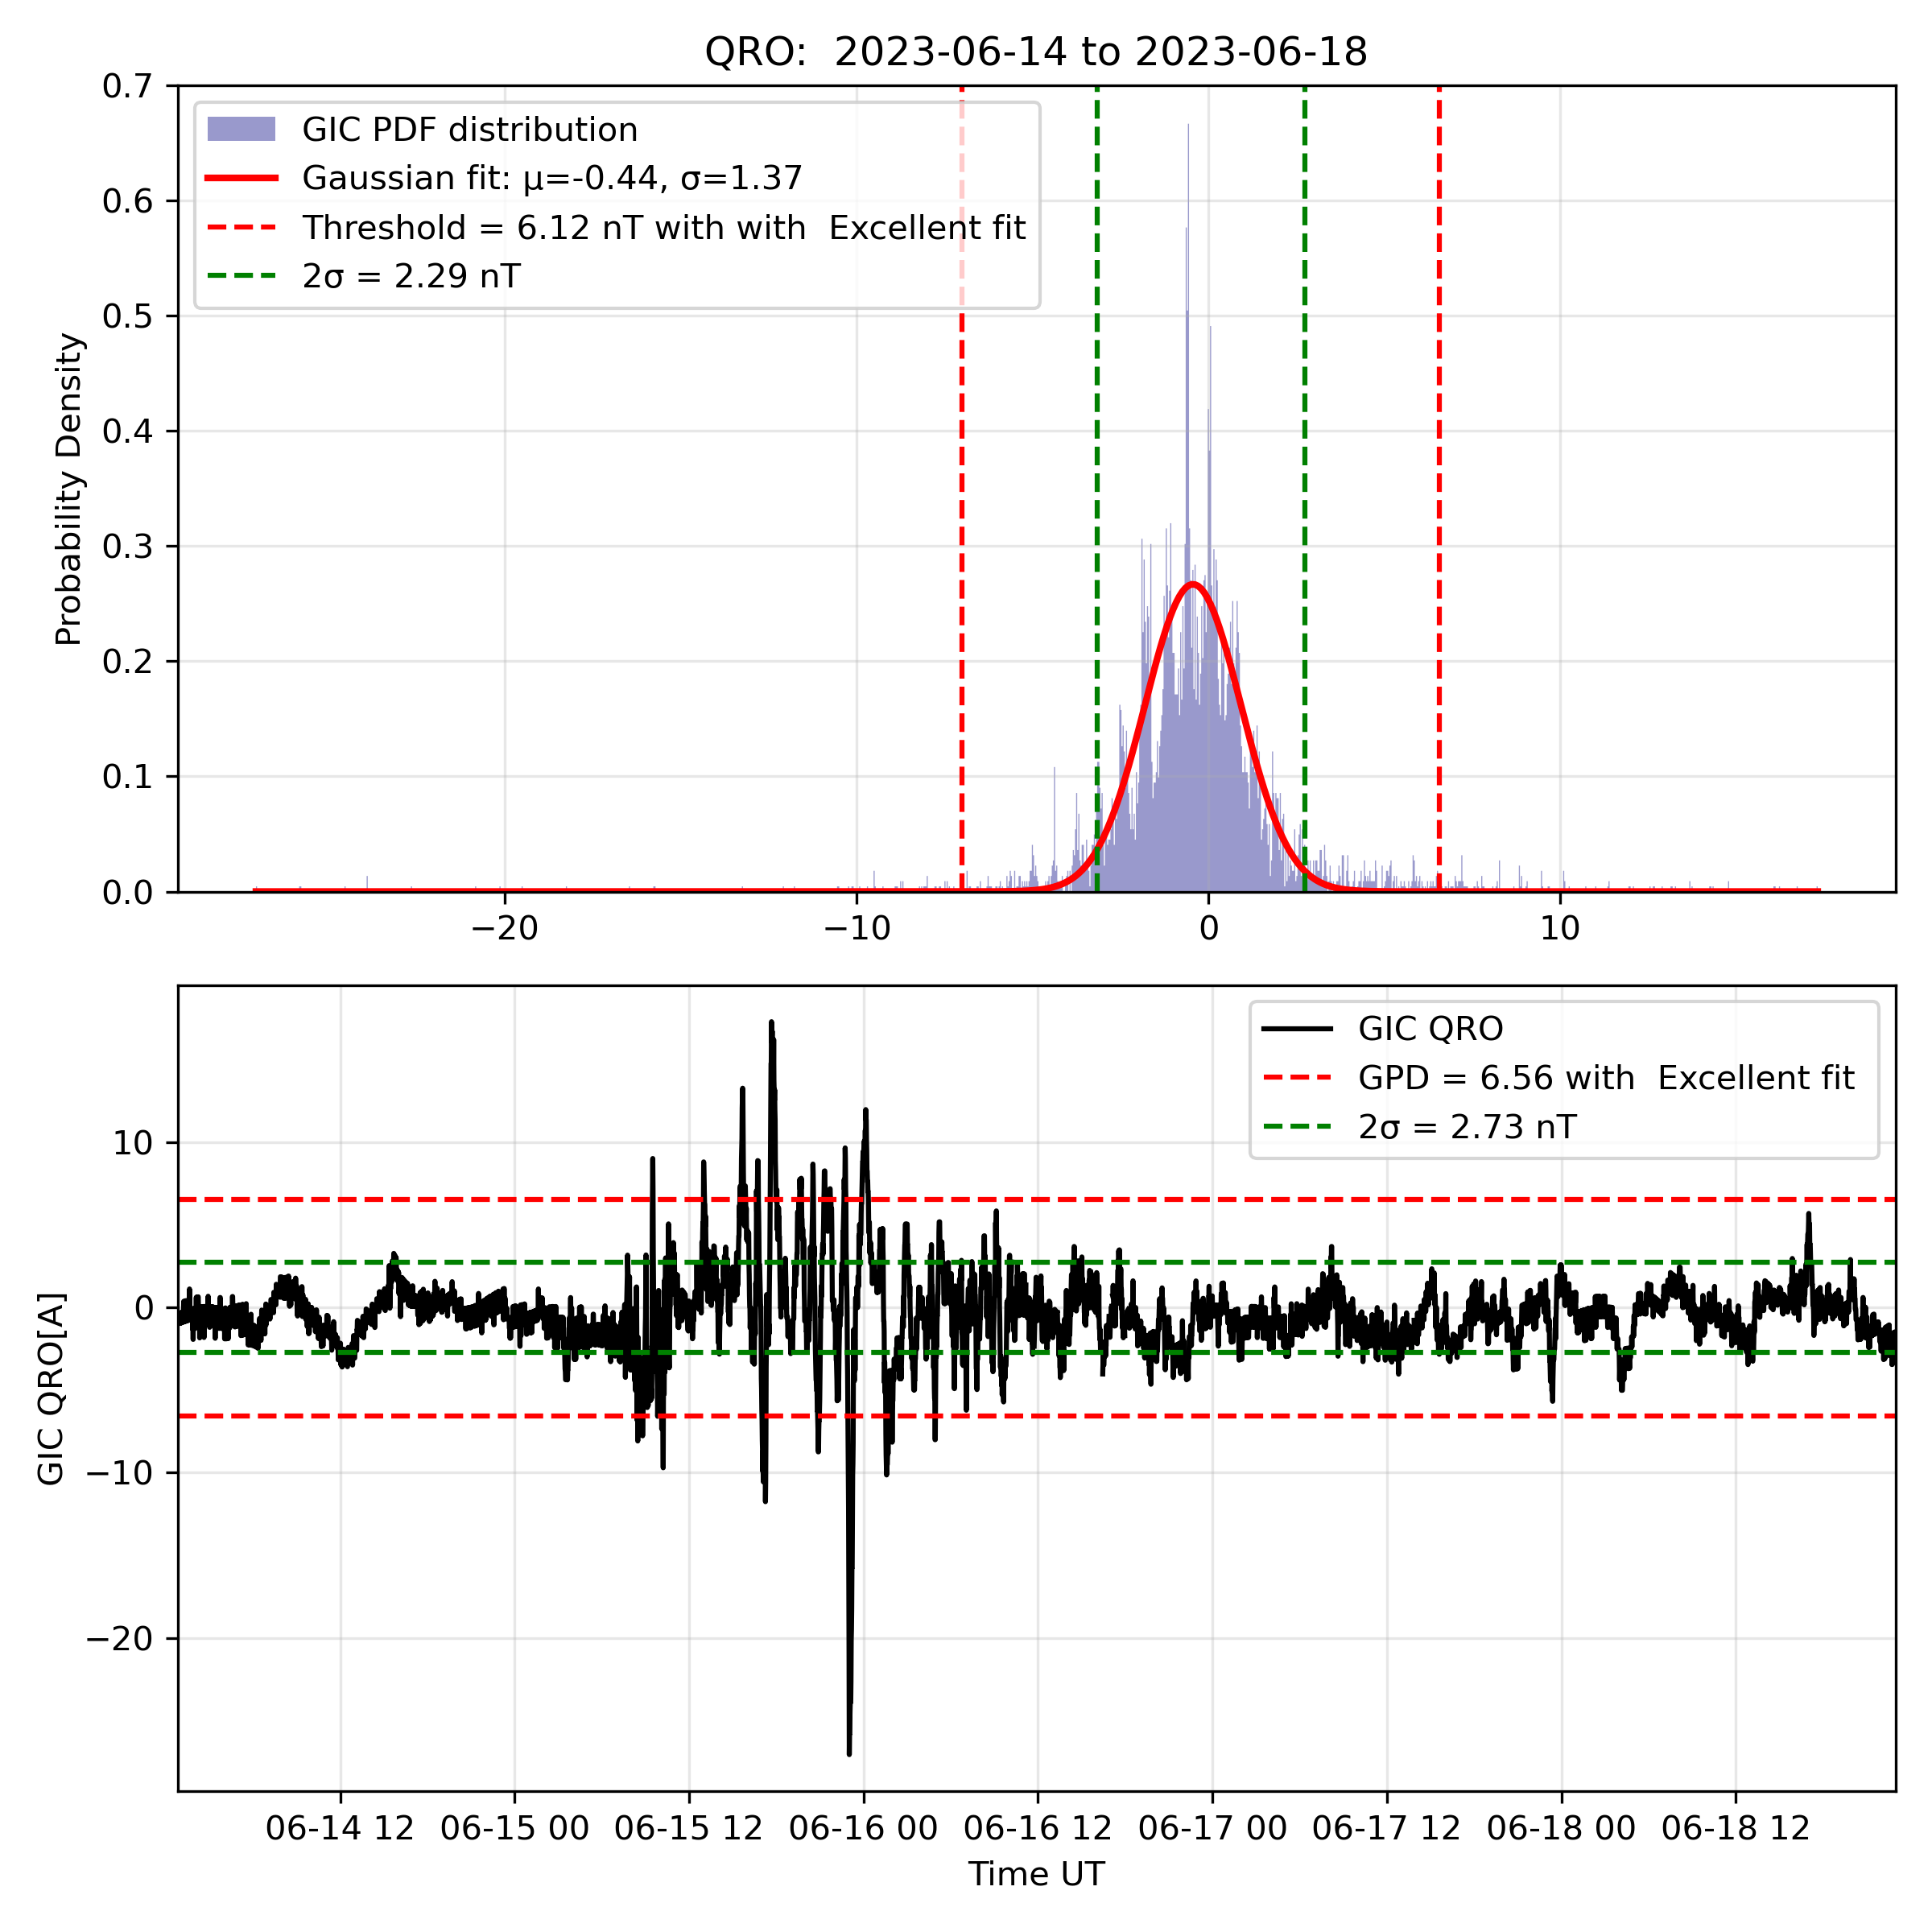 QRO:  2023-06-14 to 2023-06-18
0.7
0.6
0.5
0.4
0.3
0.2
0.1
0.0
Probability Density
GIC PDF distribution
Gaussian fit: μ=-0.44, σ=1.37
Threshold = 6.12 nT with with  Excellent fit
2σ = 2.29 nT
−20 −10 0 10
10
0
−10
−20
GIC QRO[A]
GIC QRO
GPD = 6.56 with  Excellent fit
2σ = 2.73 nT
06-14 12 06-15 00 06-15 12 06-16 00 06-16 12 06-17 00 06-17 12 06-18 00 06-18 12
Time UT